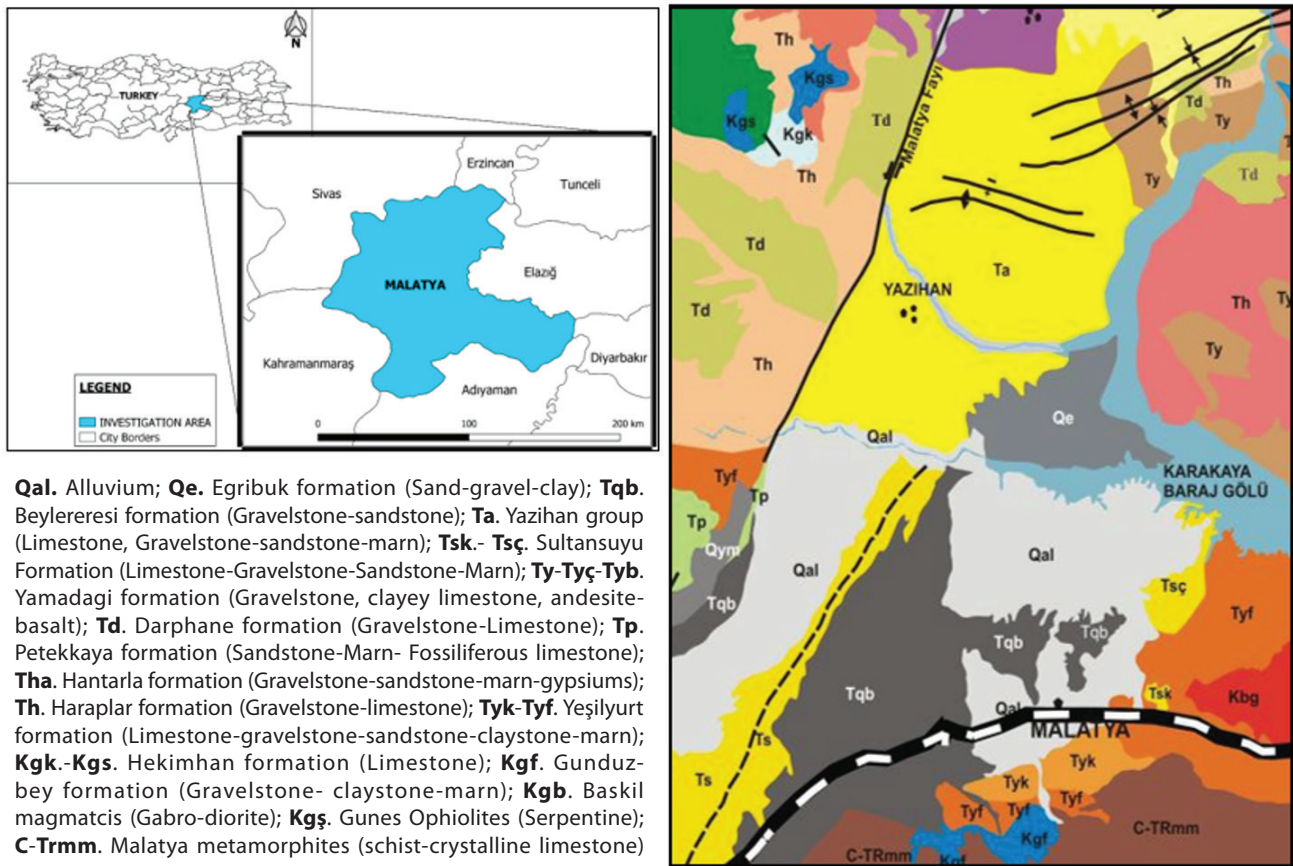 N
TURKEY
Erzincan
Sivas
Tunceli
Elazığ
MALATYA
Kahramanmaraş
Diyarbakır
Adıyaman
LEGEND
INVESTIGATION AREA
City Borders
0 100 200 km
Qal. Alluvium; Qe. Egribuk formation (Sand-gravel-clay); Tqb.
Beylereresi formation (Gravelstone-sandstone); Ta. Yazihan group
(Limestone, Gravelstone-sandstone-marn); Tsk.- Tsç. Sultansuyu
Formation (Limestone-Gravelstone-Sandstone-Marn); Ty-Tyç-Tyb.
Yamadagi formation (Gravelstone, clayey limestone, andesite-
basalt); Td. Darphane formation (Gravelstone-Limestone); Tp.
Petekkaya formation (Sandstone-Marn- Fossiliferous limestone);
Tha. Hantarla formation (Gravelstone-sandstone-marn-gypsiums);
Th. Haraplar formation (Gravelstone-limestone); Tyk-Tyf. Yeşilyurt
formation (Limestone-gravelstone-sandstone-claystone-marn);
Kgk.-Kgs. Hekimhan formation (Limestone); Kgf. Gunduz-
bey formation (Gravelstone- claystone-marn); Kgb. Baskil
magmatcis (Gabro-diorite); Kgş. Gunes Ophiolites (Serpentine);
C-Trmm. Malatya metamorphites (schist-crystalline limestone)
Th
Kgs
Malatya Fayı
Th
Td
Td
Kgs
Kgk
Ty
Th
Ty
Td
Td
Ta
YAZIHAN
Td
Th
Ty
Ty
Th
Qe
Qal
KARAKAYA
BARAJ GÖLÜ
Tyf
Tp
Tp
Qym
Qal
Qal
Tsç
Tqb
Tyf
Tqb
Tqb
Tqb
Tsk
Kbg
Qal
MALATYA
Ts
Ts
Tyk
Tyk
Tyf
Tyf
Tyf
Kgf
C-TRmm
C-TRmm
Kgf